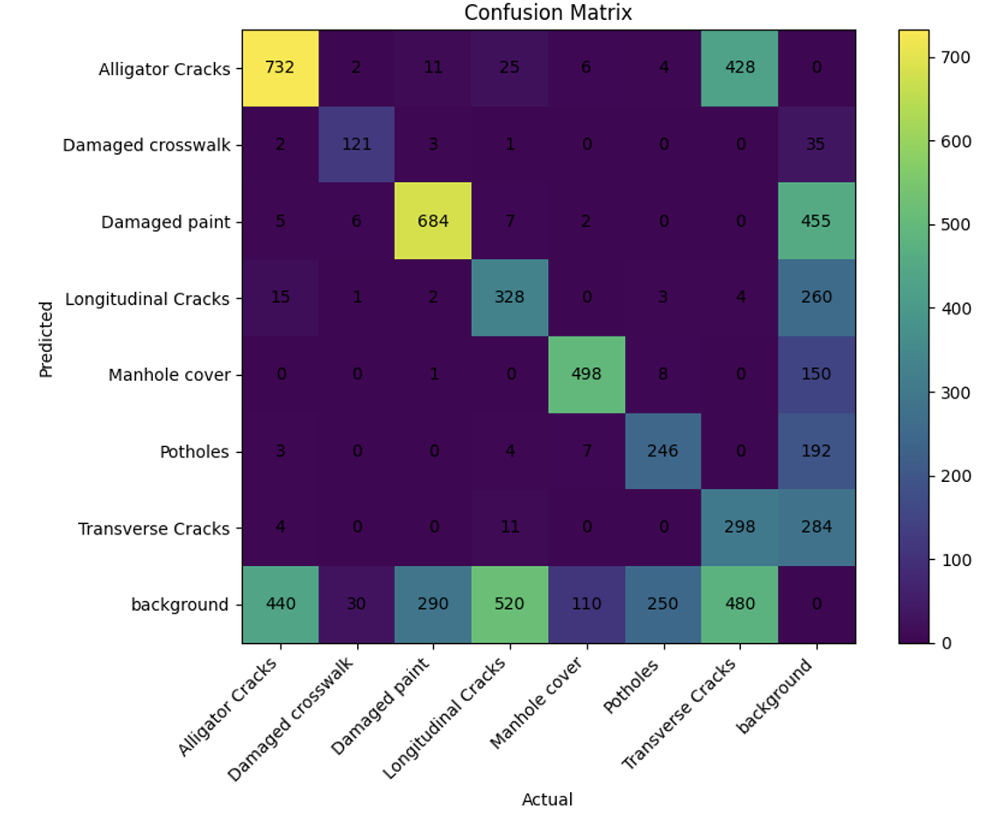 Confusion Matrix
Alligator Cracks 732 2 11 25 6 4 428 0
Damaged crosswalk 2 121 3 1 0 0 0 35
Damaged paint 5 6 684 7 2 0 0 455
Longitudinal Cracks 15 1 2 328 0 3 4 260
Manhole cover 0 0 1 0 498 8 0 150
Potholes 3 0 0 4 7 246 0 192
Transverse Cracks 4 0 0 11 0 0 298 284
background 440 30 290 520 110 250 480 0
Predicted
Alligator Cracks
Damaged crosswalk
Damaged paint
Longitudinal Cracks
Manhole cover
Potholes
Transverse Cracks
background
Actual
700
600
500
400
300
200
100
0